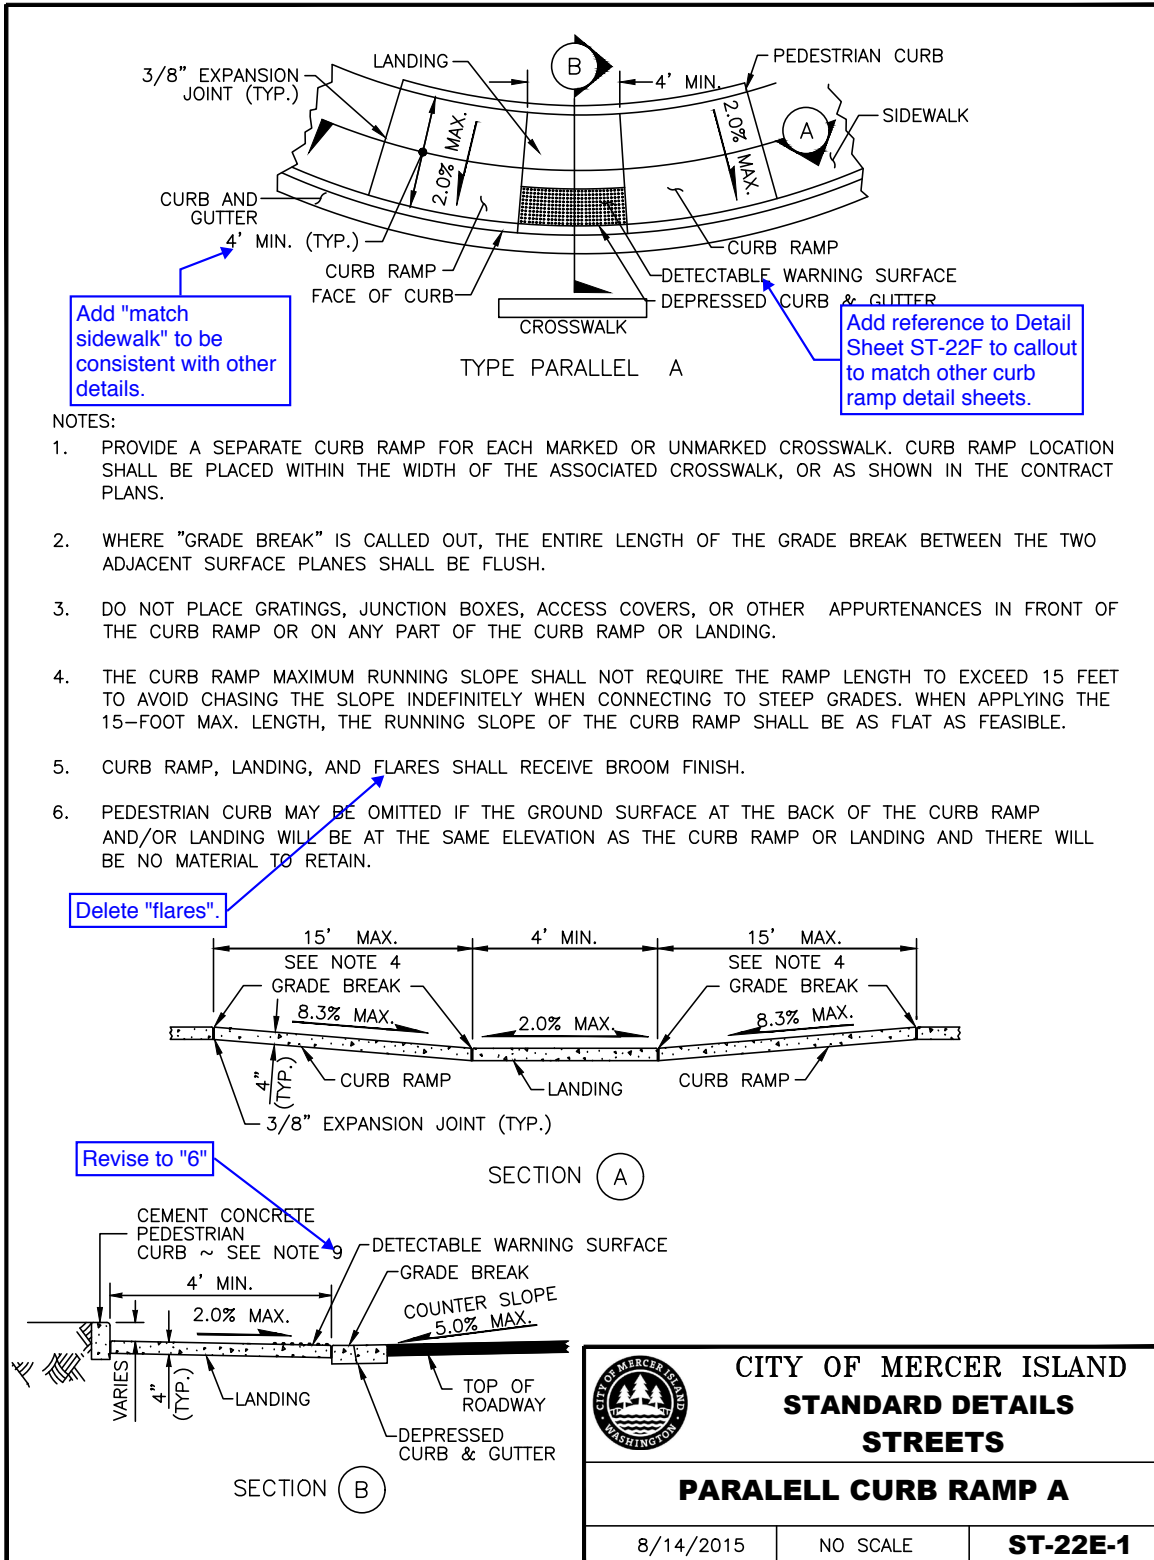 LANDING
B
4' MIN.
PEDESTRIAN CURB
3/8" EXPANSION
JOINT (TYP.)
2.0% MAX.
2.0% MAX.
A
SIDEWALK
CURB AND
GUTTER
4' MIN. (TYP.)
CURB RAMP
FACE OF CURB
CURB RAMP
DETECTABLE WARNING SURFACE
DEPRESSED CURB & GUTTER
CROSSWALK
TYPE PARALLEL A
Add "match
sidewalk" to be
consistent with other
details.
Add reference to Detail
Sheet ST-22F to callout
to match other curb
ramp detail sheets.
NOTES:
1. PROVIDE A SEPARATE CURB RAMP FOR EACH MARKED OR UNMARKED CROSSWALK. CURB RAMP LOCATION
SHALL BE PLACED WITHIN THE WIDTH OF THE ASSOCIATED CROSSWALK, OR AS SHOWN IN THE CONTRACT
PLANS.
2. WHERE "GRADE BREAK" IS CALLED OUT, THE ENTIRE LENGTH OF THE GRADE BREAK BETWEEN THE TWO
ADJACENT SURFACE PLANES SHALL BE FLUSH.
3. DO NOT PLACE GRATINGS, JUNCTION BOXES, ACCESS COVERS, OR OTHER APPURTENANCES IN FRONT OF
THE CURB RAMP OR ON ANY PART OF THE CURB RAMP OR LANDING.
4. THE CURB RAMP MAXIMUM RUNNING SLOPE SHALL NOT REQUIRE THE RAMP LENGTH TO EXCEED 15 FEET
TO AVOID CHASING THE SLOPE INDEFINITELY WHEN CONNECTING TO STEEP GRADES. WHEN APPLYING THE
15-FOOT MAX. LENGTH, THE RUNNING SLOPE OF THE CURB RAMP SHALL BE AS FLAT AS FEASIBLE.
5. CURB RAMP, LANDING, AND FLARES SHALL RECEIVE BROOM FINISH.
6. PEDESTRIAN CURB MAY BE OMITTED IF THE GROUND SURFACE AT THE BACK OF THE CURB RAMP
AND/OR LANDING WILL BE AT THE SAME ELEVATION AS THE CURB RAMP OR LANDING AND THERE WILL
BE NO MATERIAL TO RETAIN.
Delete "flares".
15' MAX.
SEE NOTE 4
4' MIN.
15' MAX.
SEE NOTE 4
GRADE BREAK
GRADE BREAK
8.3% MAX.
2.0% MAX.
8.3% MAX.
4"
(TYP.)
CURB RAMP
LANDING
CURB RAMP
3/8" EXPANSION JOINT (TYP.)
SECTION A
Revise to "6"
CEMENT CONCRETE
PEDESTRIAN
CURB ~ SEE NOTE 9
DETECTABLE WARNING SURFACE
GRADE BREAK
4' MIN.
2.0% MAX.
COUNTER SLOPE
5.0% MAX.
VARIES
4"
(TYP.)
LANDING
TOP OF
ROADWAY
DEPRESSED
CURB & GUTTER
SECTION B
CITY OF MERCER ISLAND
WASHINGTON
CITY OF MERCER ISLAND
STANDARD DETAILS
STREETS
PARALELL CURB RAMP A
8/14/2015
NO SCALE
ST-22E-1